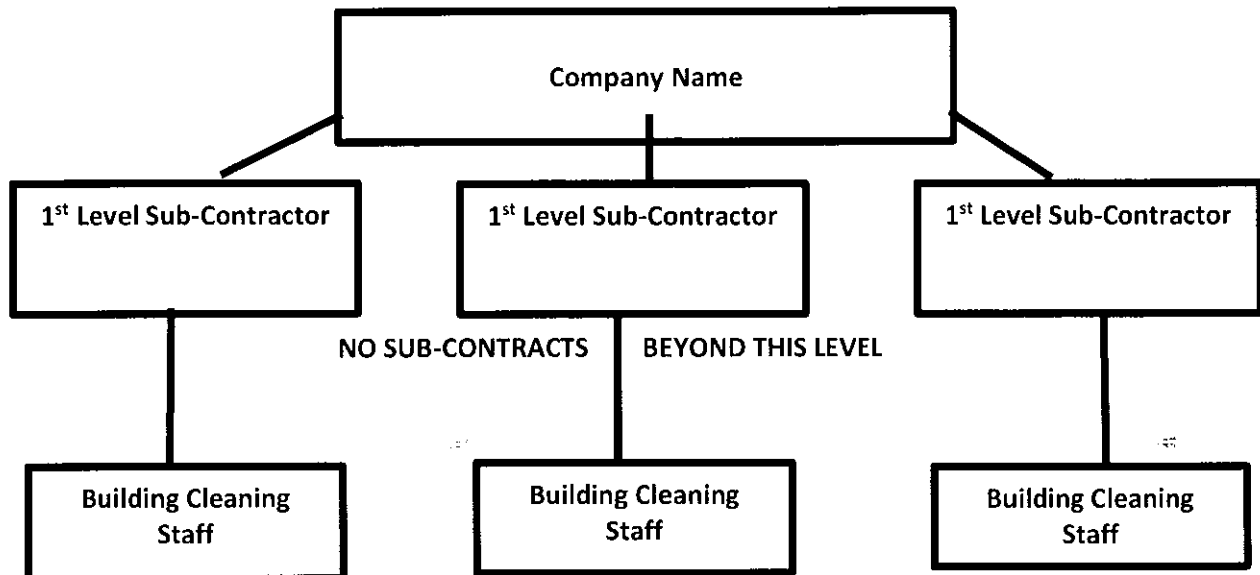 Company Name
1st Level Sub-Contractor
1st Level Sub-Contractor
1st Level Sub-Contractor
NO SUB-CONTRACTS BEYOND THIS LEVEL
Building Cleaning
Staff
Building Cleaning
Staff
Building Cleaning
Staff